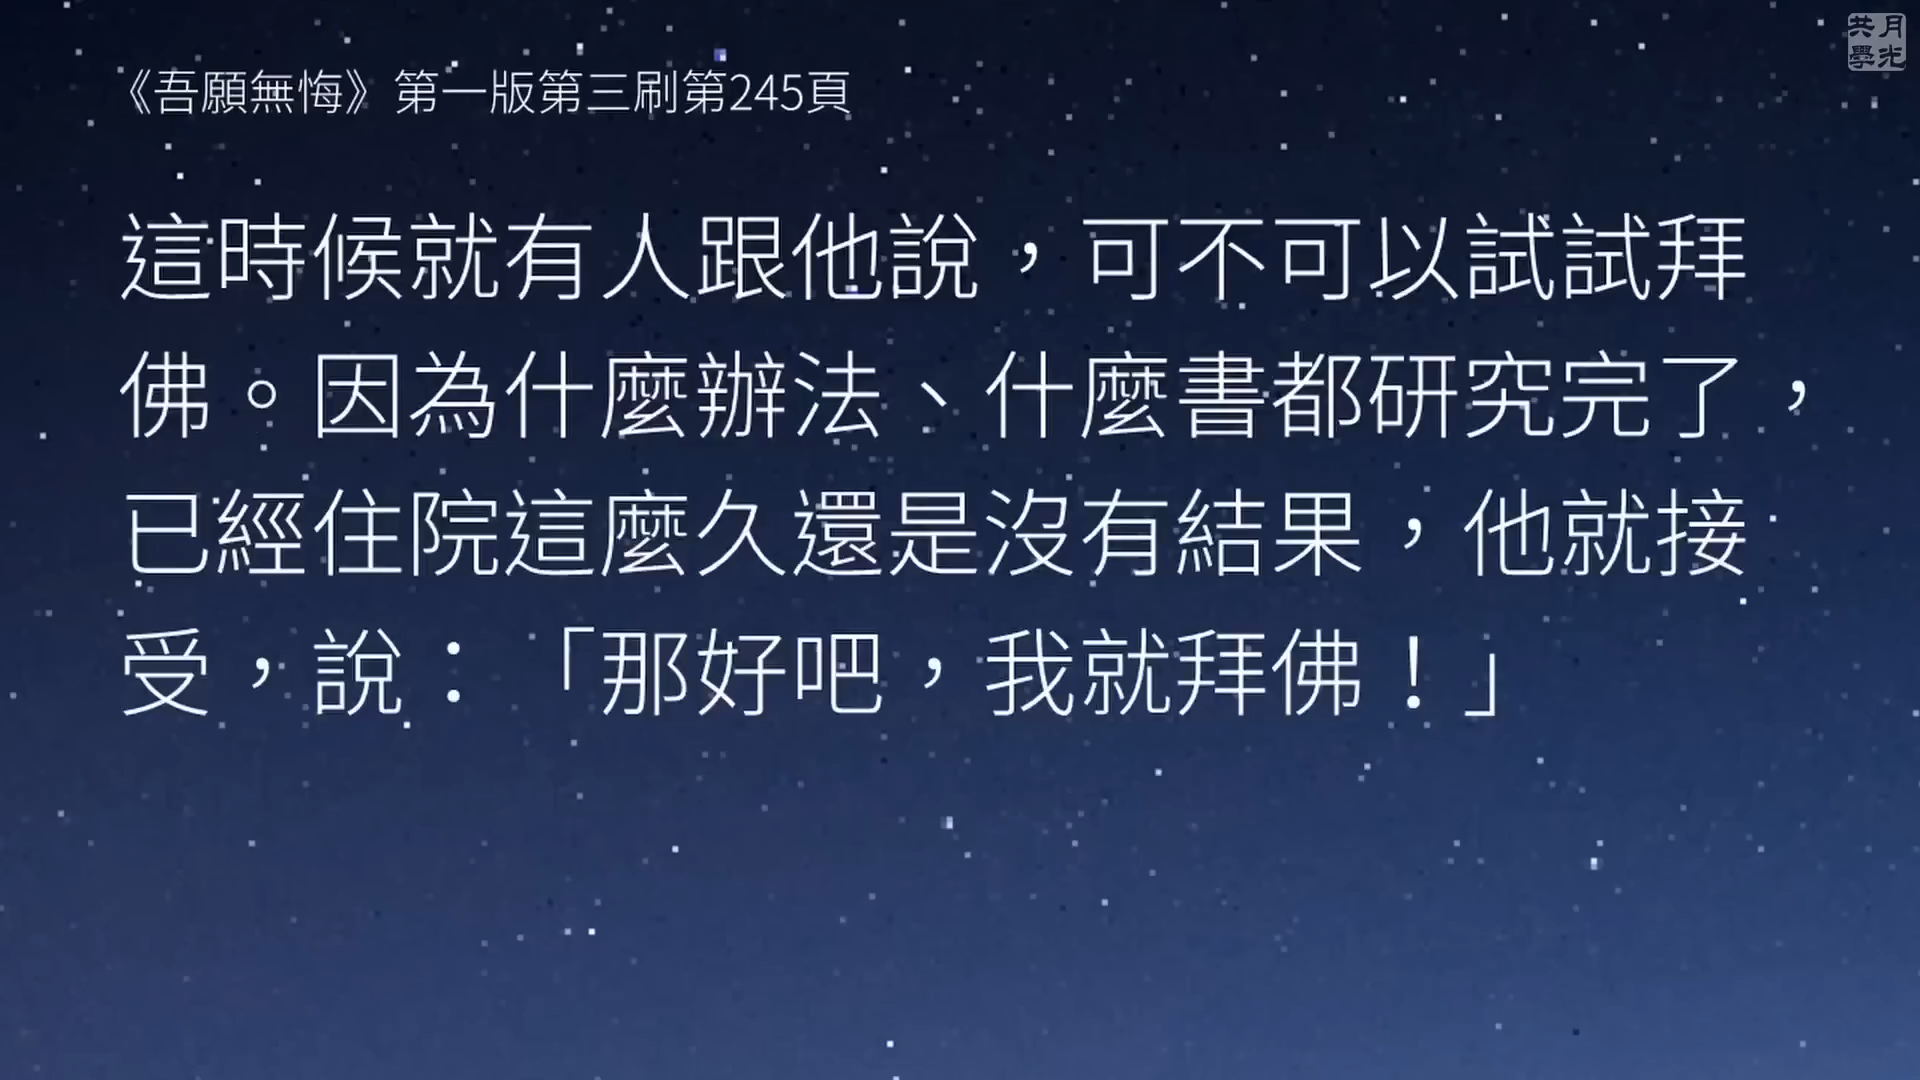 《吾願無悔》第一版第三刷第245頁
月光
共學
這時候就有人跟他說，可不可以試試拜
佛。因為什麼辦法、什麼書都研究完了，
已經住院這麼久還是沒有結果，他就接
受，說：「那好吧，我就拜佛！」